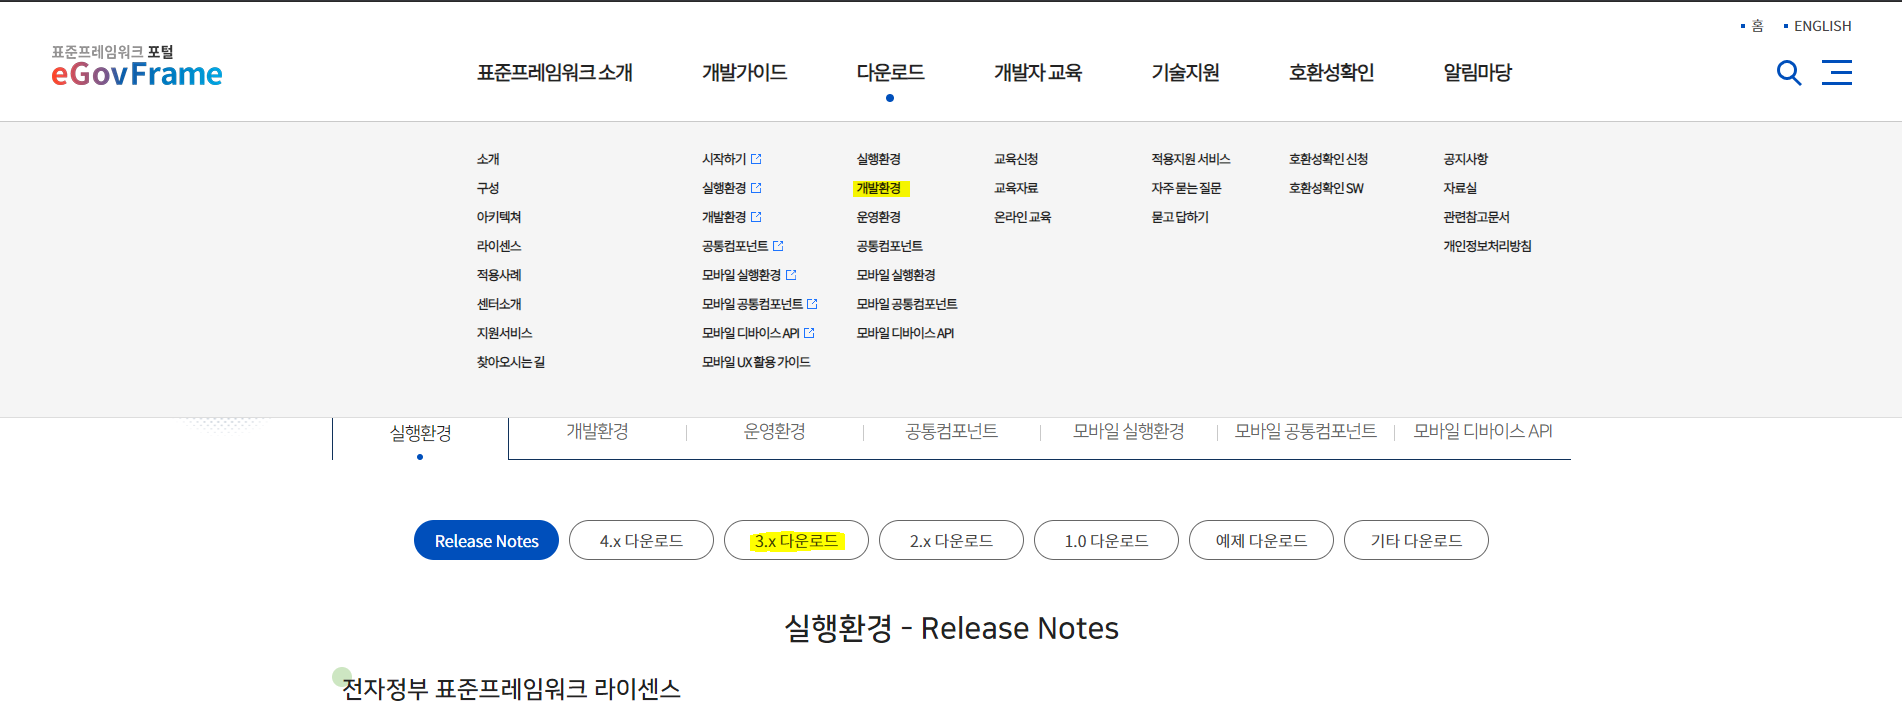 홈 ENGLISH
표준프레임워크 포털
eGovFrame
표준프레임워크 소개 개발가이드 다운로드 개발자 교육 기술지원 호환성확인 알림마당
소개 시작하기 실행환경 교육신청 적용지원 서비스 호환성확인 신청 공지사항
구성 실행환경 개발환경 교육자료 자주 묻는 질문 호환성확인 SW 자료실
아키텍쳐 개발환경 운영환경 온라인 교육 묻고 답하기 관련참고문서
라이센스 공통컴포넌트 공통컴포넌트 개인정보처리방침
적용사례 모바일 실행환경 모바일 실행환경
센터소개 모바일 공통컴포넌트 모바일 공통컴포넌트
지원서비스 모바일 디바이스 API 모바일 디바이스 API
찾아오시는 길 모바일 UX 활용 가이드
실행환경 개발환경 운영환경 공통컴포넌트 모바일 실행환경 모바일 공통컴포넌트 모바일 디바이스 API
Release Notes 4.x 다운로드 3.x 다운로드 2.x 다운로드 1.0 다운로드 예제 다운로드 기타 다운로드
실행환경 - Release Notes
전자정부 표준프레임워크 라이센스